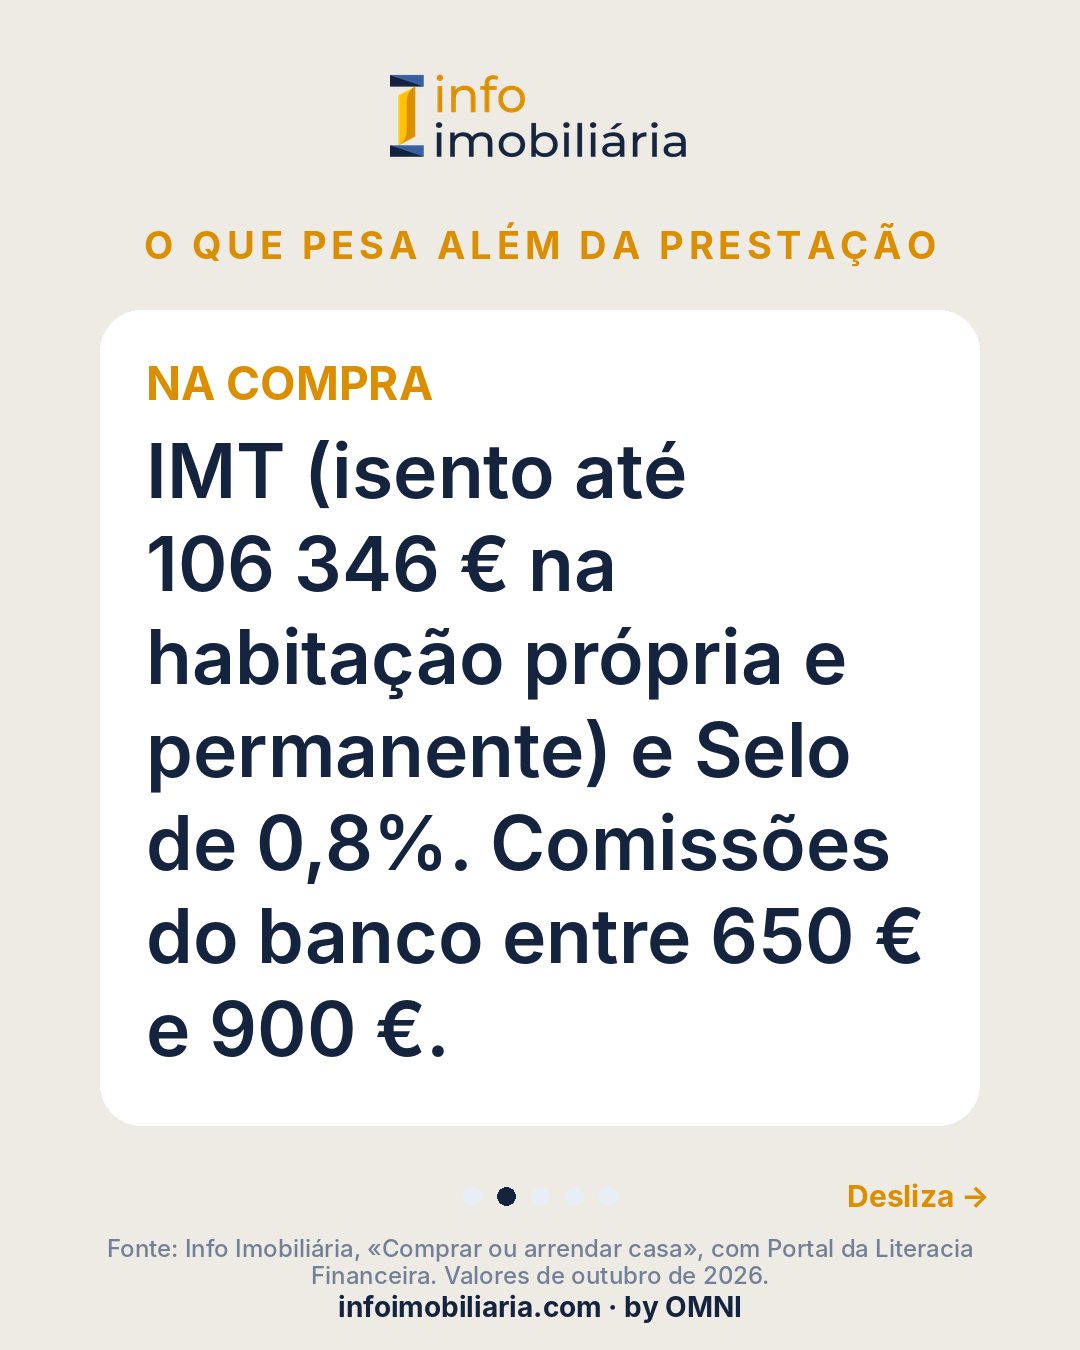 info
imobiliária
O QUE PESA ALÉM DA PRESTAÇÃO
NA COMPRA
IMT (isento até
106 346 € na
habitação própria e
permanente) e Selo
de 0,8%. Comissões
do banco entre 650 €
e 900 €.
Desliza →
Fonte: Info Imobiliária, «Comprar ou arrendar casa», com Portal da Literacia
Financeira. Valores de outubro de 2026.
infoimobiliaria.com · by OMNI